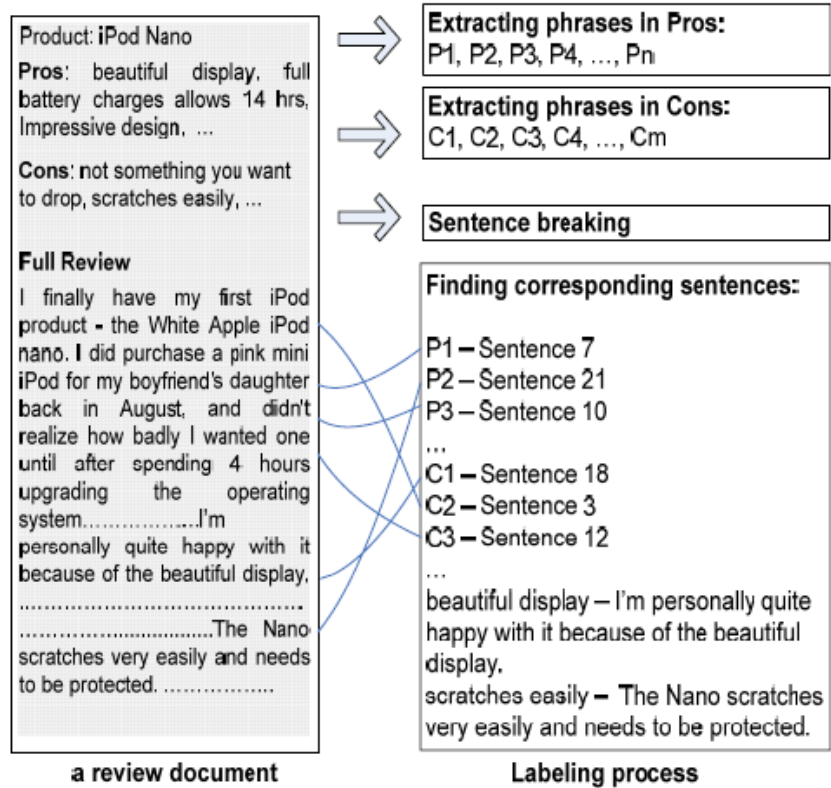 Product: iPod Nano
Pros: beautiful display, full
battery charges allows 14 hrs,
Impressive design, ...
Cons: not something you want
to drop, scratches easily, ...
Full Review
I finally have my first iPod
product - the White Apple iPod
nano. I did purchase a pink mini
iPod for my boyfriend's daughter
back in August, and didn't
realize how badly I wanted one
until after spending 4 hours
upgrading the operating
system...................I'm
personally quite happy with it
because of the beautiful display.
..........................................
................................The Nano
scratches very easily and needs
to be protected. ..................
a review document
Extracting phrases in Pros:
P1, P2, P3, P4, ..., Pn
Extracting phrases in Cons:
C1, C2, C3, C4, ..., Cm
Sentence breaking
Finding corresponding sentences:
P1 – Sentence 7
P2 – Sentence 21
P3 – Sentence 10
...
C1 – Sentence 18
C2 – Sentence 3
C3 – Sentence 12
...
beautiful display – I'm personally quite
happy with it because of the beautiful
display.
scratches easily – The Nano scratches
very easily and needs to be protected.
Labeling process